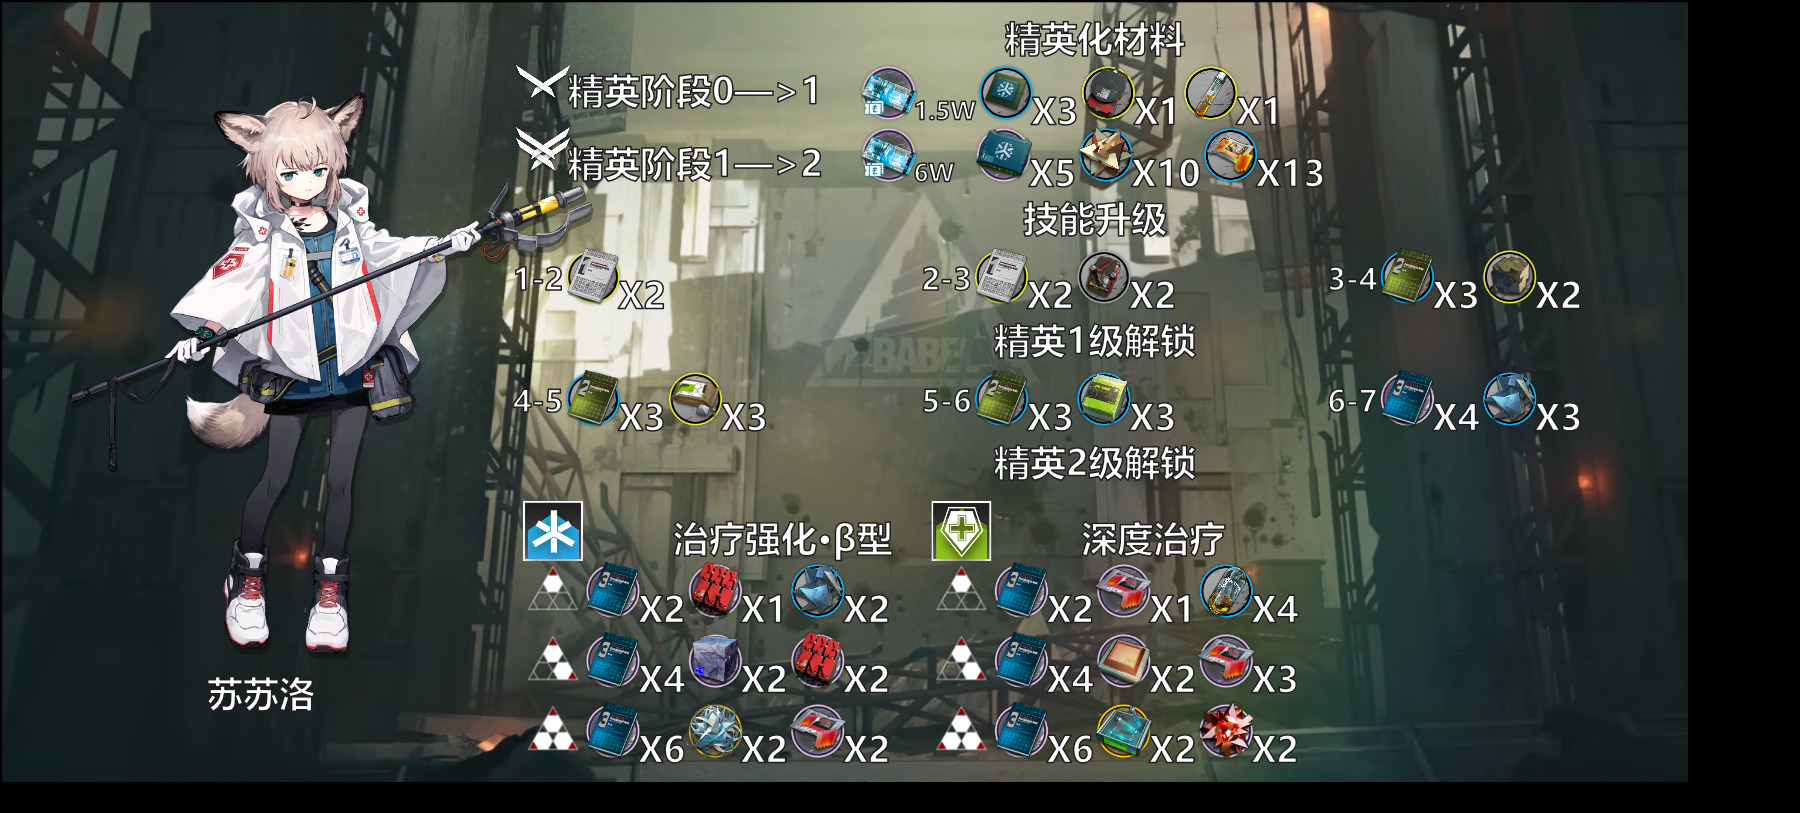 精英化材料
精英阶段0—>1 1.5W X3 X1 X1
精英阶段1—>2 6W X5 X10 X13
技能升级
1-2 X2 2-3 X2 X2 3-4 X3 X2
精英1级解锁
4-5 X3 X3 5-6 X3 X3 6-7 X4 X3
精英2级解锁
治疗强化·β型 深度治疗
X2 X1 X2 X2 X1 X4
X4 X2 X2 X4 X2 X3
X6 X2 X2 X6 X2 X2
苏苏洛
BABEL